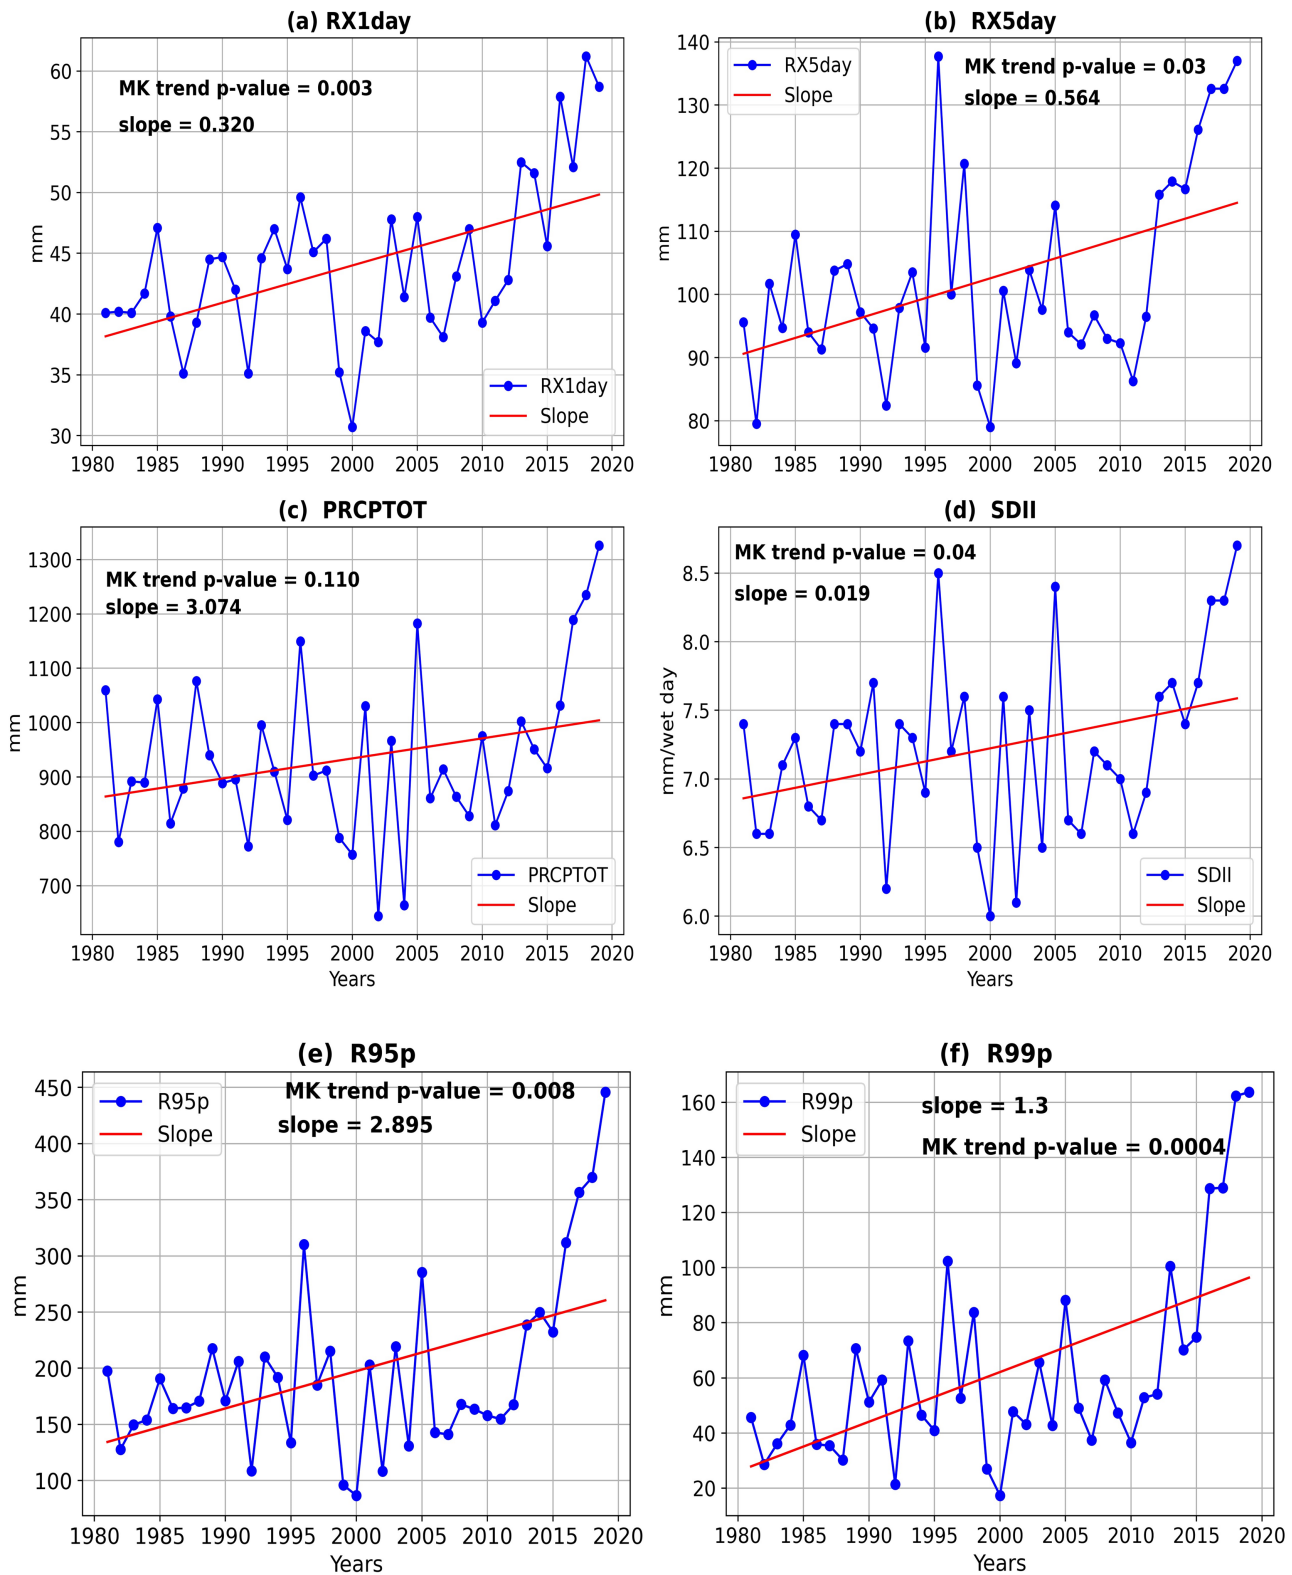 (a) RX1day
MK trend p-value = 0.003
slope = 0.320
mm
60
55
50
45
40
35
30
RX1day
Slope
1980 1985 1990 1995 2000 2005 2010 2015 2020
(b) RX5day
RX5day
Slope
MK trend p-value = 0.03
slope = 0.564
mm
140
130
120
110
100
90
80
1980 1985 1990 1995 2000 2005 2010 2015 2020
(c) PRCPTOT
MK trend p-value = 0.110
slope = 3.074
mm
1300
1200
1100
1000
900
800
700
PRCPTOT
Slope
1980 1985 1990 1995 2000 2005 2010 2015 2020
Years
(d) SDII
MK trend p-value = 0.04
slope = 0.019
mm/wet day
8.5
8.0
7.5
7.0
6.5
6.0
SDII
Slope
1980 1985 1990 1995 2000 2005 2010 2015 2020
Years
(e) R95p
R95p
Slope
MK trend p-value = 0.008
slope = 2.895
mm
450
400
350
300
250
200
150
100
1980 1985 1990 1995 2000 2005 2010 2015 2020
Years
(f) R99p
R99p
Slope
slope = 1.3
MK trend p-value = 0.0004
mm
160
140
120
100
80
60
40
20
1980 1985 1990 1995 2000 2005 2010 2015 2020
Years